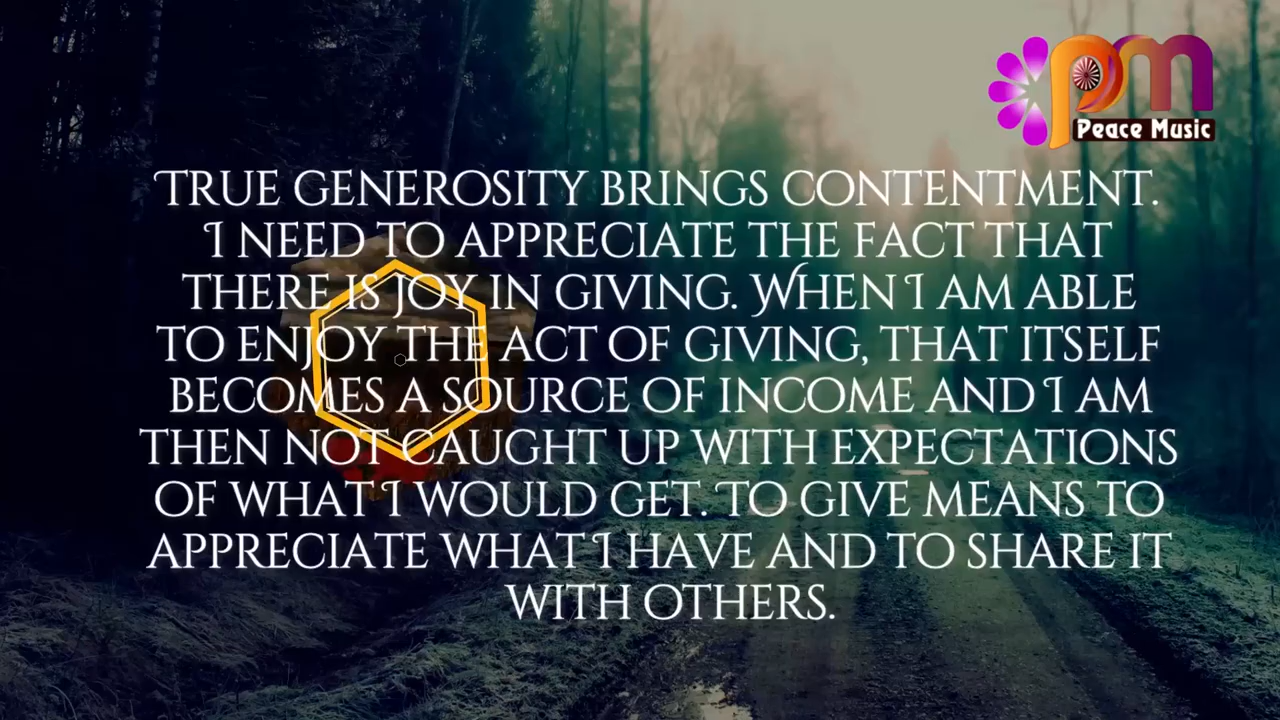 pm
Peace Music
TRUE GENEROSITY BRINGS CONTENTMENT.
I NEED TO APPRECIATE THE FACT THAT
THERE IS JOY IN GIVING. WHEN I AM ABLE
TO ENJOY THE ACT OF GIVING, THAT ITSELF
BECOMES A SOURCE OF INCOME AND I AM
THEN NOT CAUGHT UP WITH EXPECTATIONS
OF WHAT I WOULD GET. TO GIVE MEANS TO
APPRECIATE WHAT I HAVE AND TO SHARE IT
WITH OTHERS.